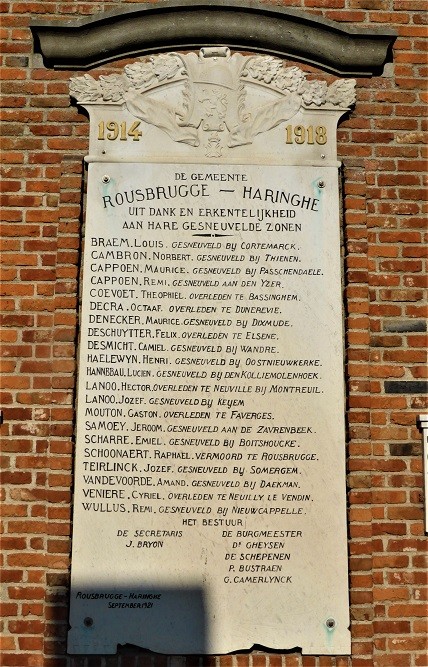 1914 1918
DE GEMEENTE
ROUSBRUGGE – HARINGHE
UIT DANK EN ERKENTELIJKHEID
AAN HARE GESNEUVELDE ZONEN
BRAEM, LOUIS. GESNEUVELD BIJ CORTEMARCK.
CAMBRON, NORBERT. GESNEUVELD BIJ THIENEN.
CAPPOEN, MAURICE. GESNEUVELD BIJ PASSCHENDAELE.
CAPPOEN, REMI. GESNEUVELD AAN DEN YZER.
COEVOET, THEOPHIEL. OVERLEDEN TE BASSINGHEM.
DECRA, OCTAAF. OVERLEDEN TE DUNEREVIE.
DENECKER, MAURICE. GESNEUVELD BIJ DIXMUDE.
DESCHUYTTER, FELIX. OVERLEDEN TE ELSENE.
DESMICHT, CAMIEL. GESNEUVELD BIJ WANDRE.
HAELEWYN, HENRI. GESNEUVELD BIJ OOSTNIEUWKERKE.
HANNEBAU, LUCIEN. GESNEUVELD BIJ DEN KOLLIEMOLENHOEK.
LANOO, HECTOR. OVERLEDEN TE NEUVILLE BIJ MONTREUIL.
LANOO, JOZEF. GESNEUVELD BIJ KEYEM
MOUTON, GASTON. OVERLEDEN TE FAVERGES.
SAMOEY, JEROOM. GESNEUVELD AAN DE ZAVRENBEEK.
SCHARRE, EMIEL. GESNEUVELD BIJ BOITSHOUCKE.
SCHOONAERT, RAPHAËL. VERMOORD TE ROUSBRUGGE.
TEIRLINCK, JOZEF. GESNEUVELD BIJ SOMERGEM.
VANDEVOORDE, AMAND. GESNEUVELD BIJ DAEKMAN.
VENIERE, CYRIEL. OVERLEDEN TE NEUILLY LE VENDIN.
WULLUS, REMI. GESNEUVELD BIJ NIEUWCAPPELLE.
HET BESTUUR
DE SECRETARIS DE BURGMEESTER
J. BRYON Dr GHEYSEN
DE SCHEPENEN
P. BUSTRAEN
G. CAMERLYNCK
ROUSBRUGGE-HARINGHE
SEPTEMBER 1921